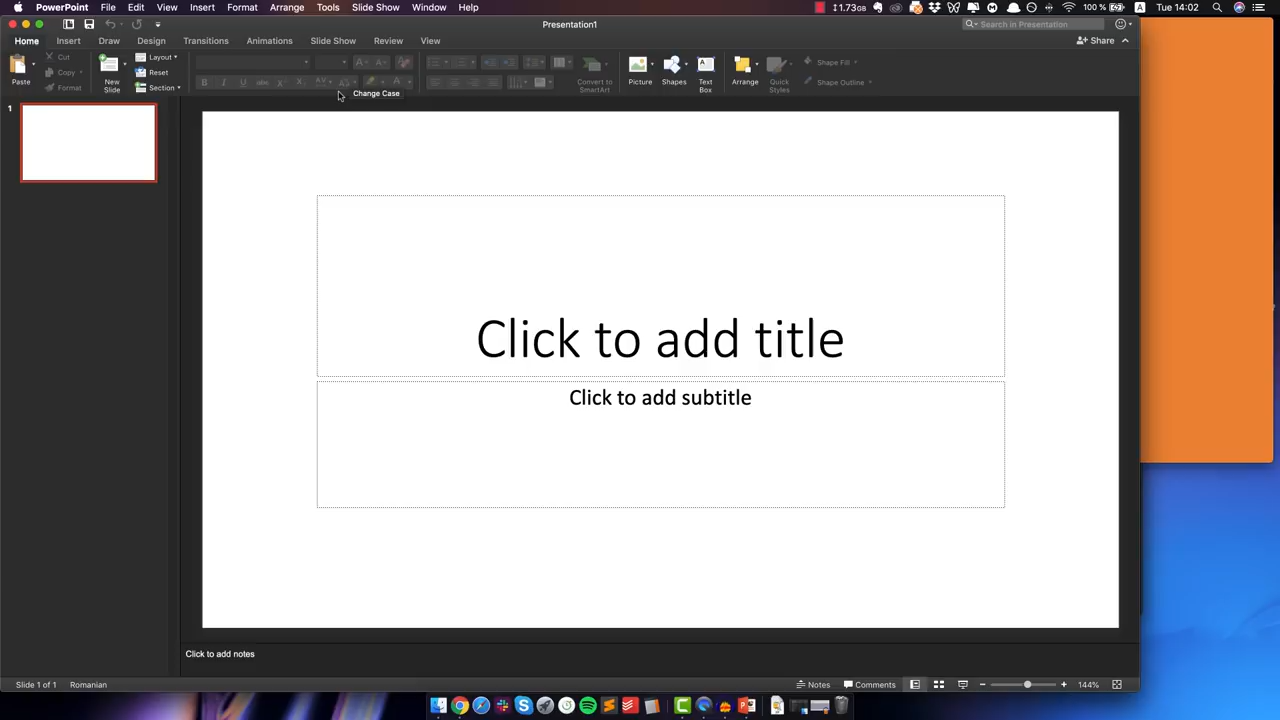 PowerPoint File Edit View Insert Format Arrange Tools Slide Show Window Help 1.73GB 100 % Tue 14:02
Presentation1
Search in Presentation
Home Insert Draw Design Transitions Animations Slide Show Review View
Share
Paste
Cut
Copy
Format
New Slide
Layout
Reset
Section
Convert to SmartArt
Picture
Shapes
Text Box
Arrange
Quick Styles
Shape Fill
Shape Outline
Change Case
1
Click to add title
Click to add subtitle
Click to add notes
Slide 1 of 1 Romanian Notes Comments 144%